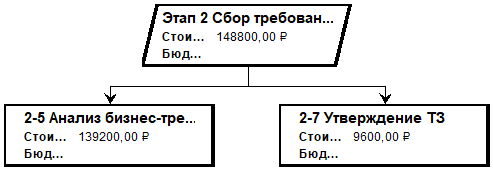 Этап 2 Сбор требован...
Стои... 148800,00 ₽
Бюд...
2-5 Анализ бизнес-тре...
Стои... 139200,00 ₽
Бюд...
2-7 Утверждение ТЗ
Стои... 9600,00 ₽
Бюд...